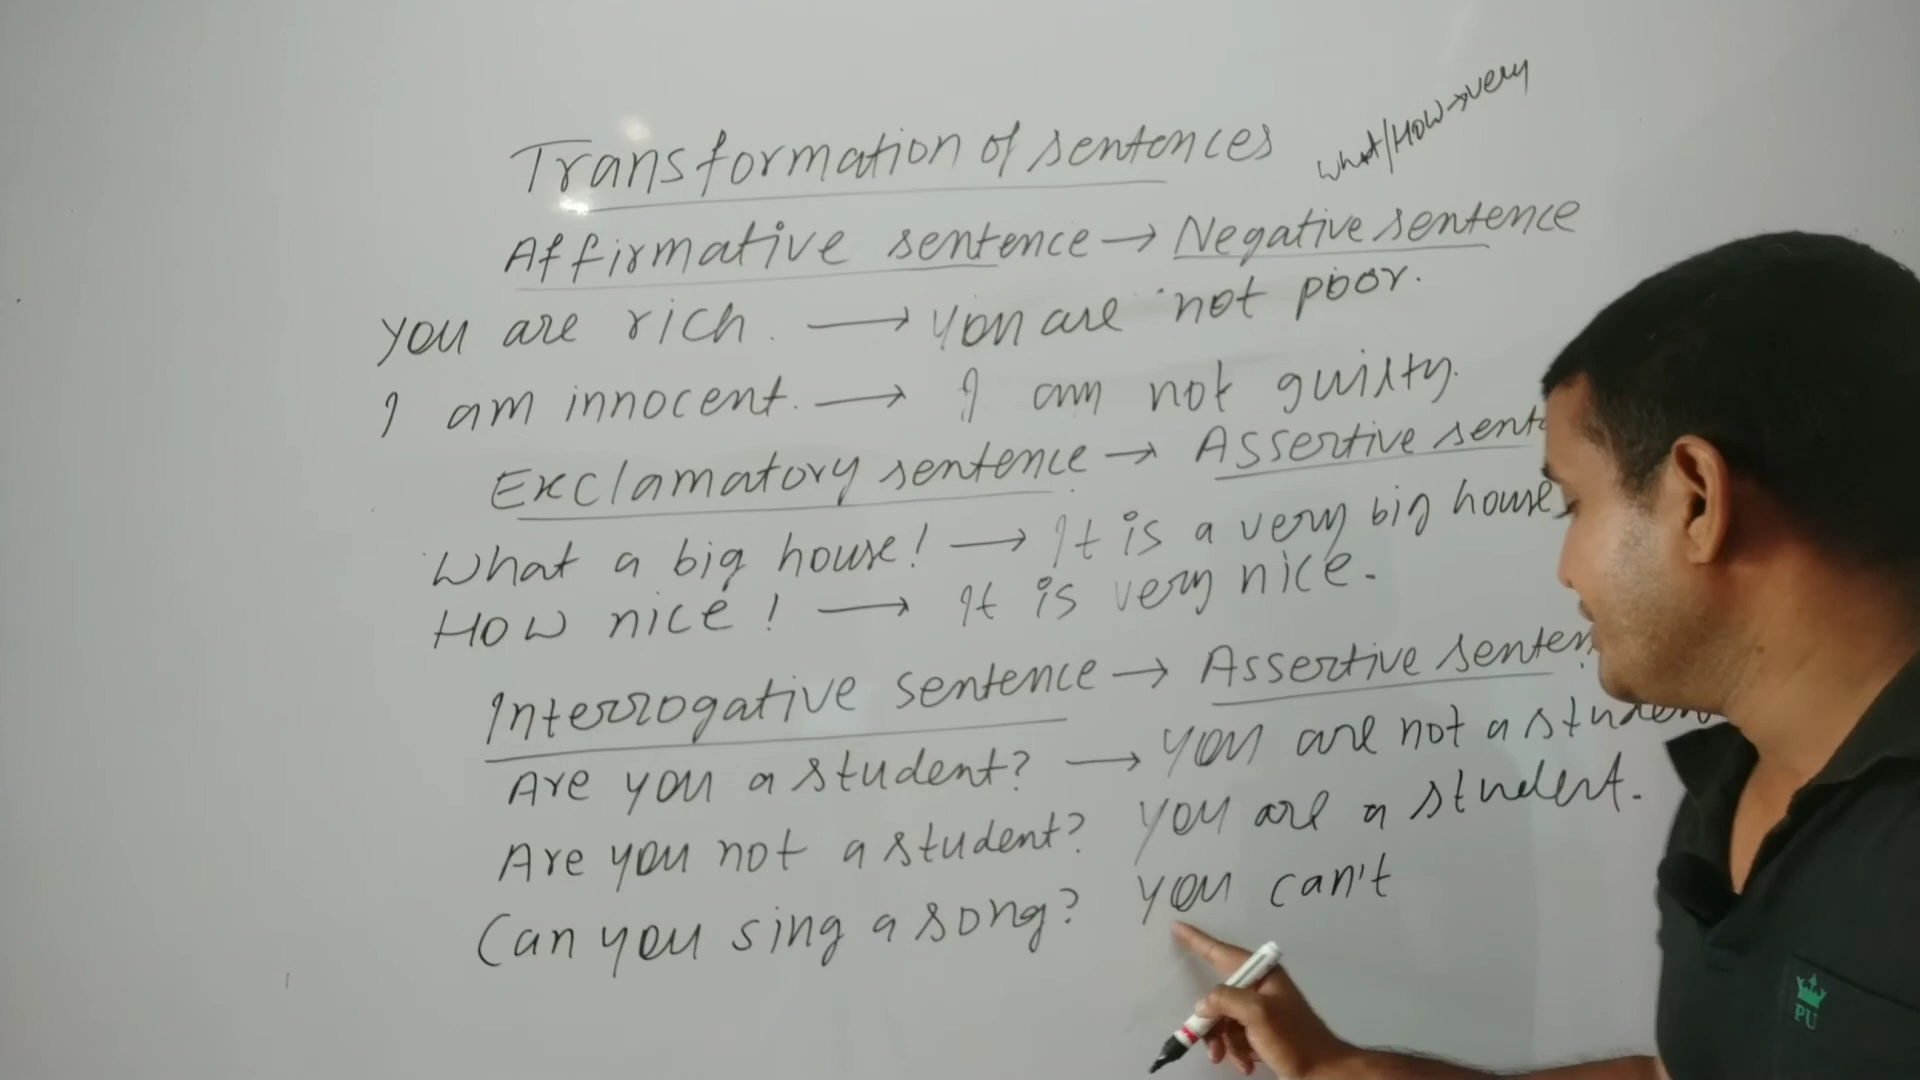 What/How→very
Transformation of sentences
Affirmative sentence → Negative sentence
You are rich. → You are not poor.
I am innocent. → I am not guilty.
Exclamatory sentence → Assertive sent
What a big house! → It is a very big house
How nice! → It is very nice.
Interrogative sentence → Assertive senten
Are you a student? → You are not a student
Are you not a student? You are a student.
Can you sing a song? You can't
PU